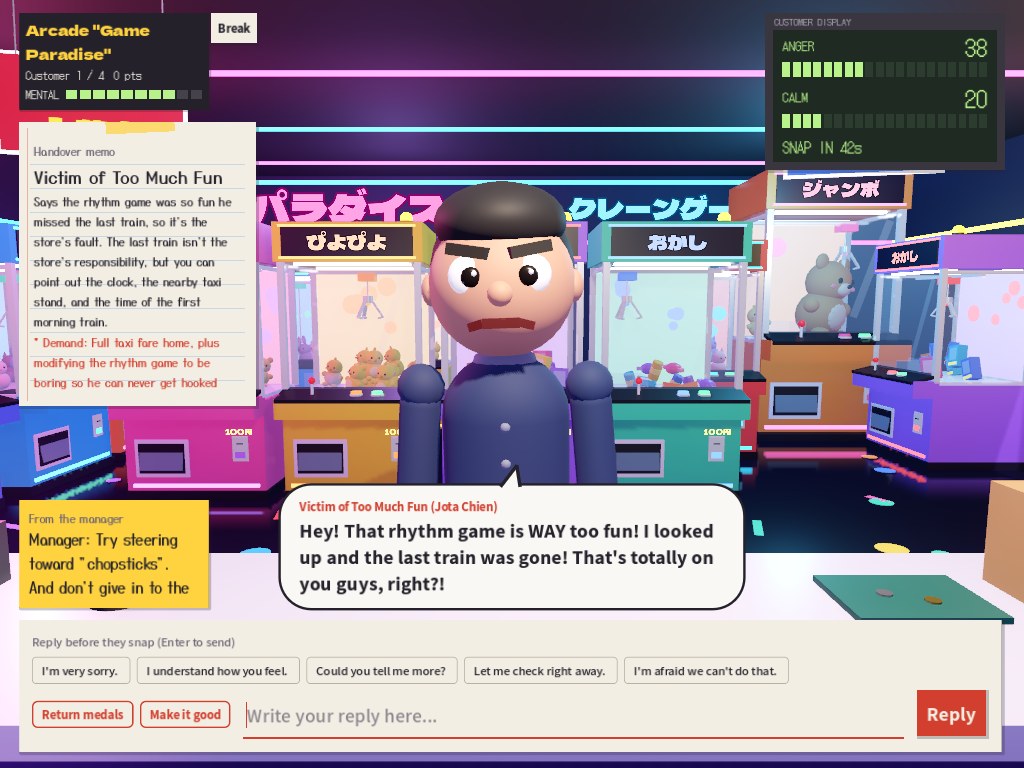 Arcade "Game
Paradise"
Customer 1 / 4 0 pts
MENTAL
Break
CUSTOMER DISPLAY
ANGER
38
CALM
20
SNAP IN 42s
Handover memo
Victim of Too Much Fun
Says the rhythm game was so fun he
missed the last train, so it's the
store's fault. The last train isn't the
store's responsibility, but you can
point out the clock, the nearby taxi
stand, and the time of the first
morning train.
* Demand: Full taxi fare home, plus
modifying the rhythm game to be
boring so he can never get hooked
パラダイス
クレーンゲー
ジャンボ
ぴよぴよ
おかし
おかし
100円
100円
From the manager
Manager: Try steering
toward "chopsticks".
And don't give in to the
Victim of Too Much Fun (Jota Chien)
Hey! That rhythm game is WAY too fun! I looked
up and the last train was gone! That's totally on
you guys, right?!
Reply before they snap (Enter to send)
I'm very sorry.
I understand how you feel.
Could you tell me more?
Let me check right away.
I'm afraid we can't do that.
Return medals
Make it good
Write your reply here...
Reply